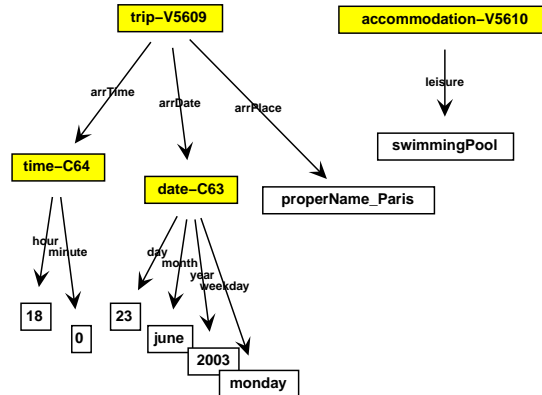 trip–V5609
accommodation–V5610
arrTime
arrDate
arrPlace
leisure
swimmingPool
time–C64
date–C63
properName_Paris
hour
minute
day
month
year
weekday
18
0
23
june
2003
monday